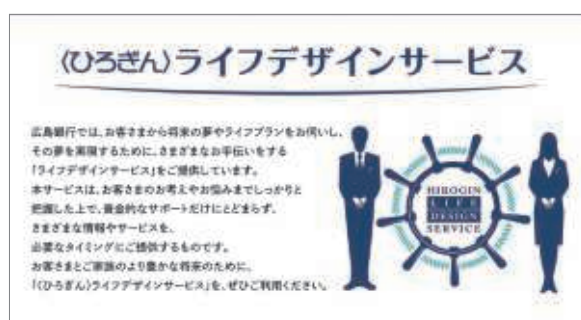 〈ひろぎん〉ライフデザインサービス
広島銀行では、お客さまから将来の夢やライフプランをお伺いし、
その夢を実現するために、さまざまなお手伝いをする
「ライフデザインサービス」をご提供しています。
本サービスは、お客さまのお考えやお悩みまでしっかりと
把握した上で、資金的なサポートだけにとどまらず、
さまざまな情報やサービスを、
必要なタイミングにご提供するものです。
お客さまとご家族のより豊かな将来のために、
「〈ひろぎん〉ライフデザインサービス」を、ぜひご利用ください。
HIROGIN
LIFE
DESIGN
SERVICE